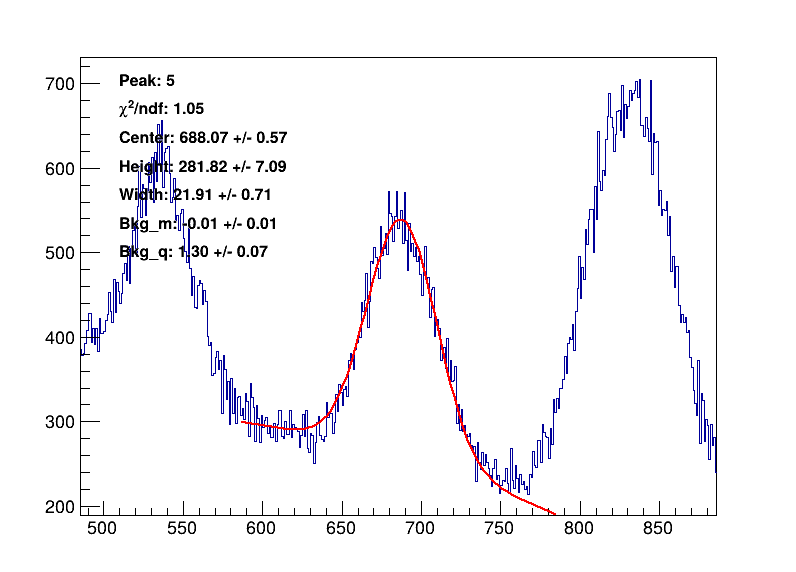 Peak: 5
χ²/ndf: 1.05
Center: 688.07 +/- 0.57
Height: 281.82 +/- 7.09
Width: 21.91 +/- 0.71
Bkg_m: -0.01 +/- 0.01
Bkg_q: 1.30 +/- 0.07
700
600
500
400
300
200
500 550 600 650 700 750 800 850